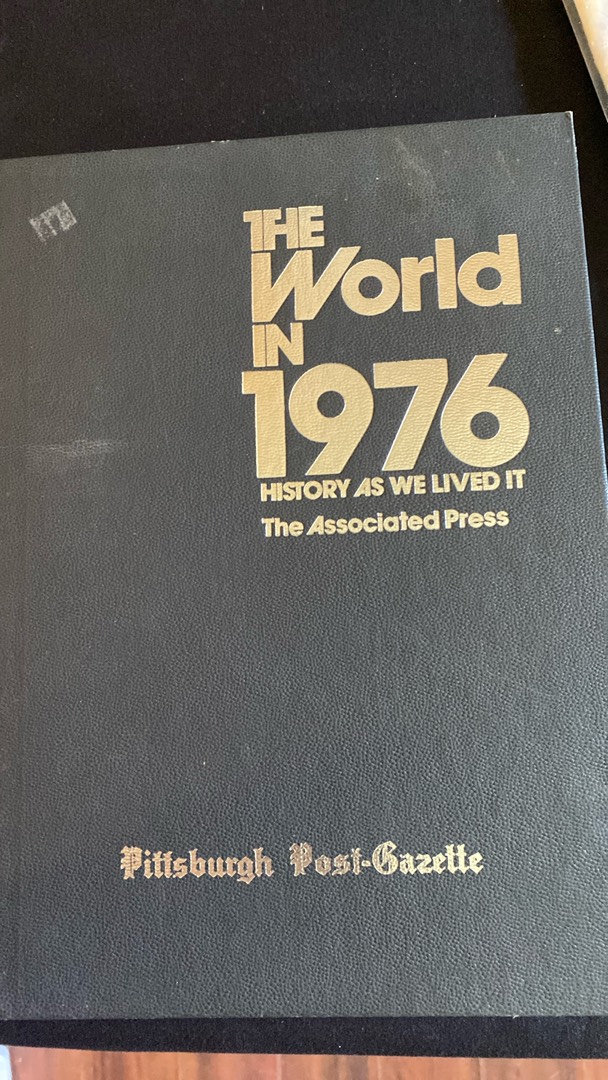 THE
World
IN
1976
HISTORY AS WE LIVED IT
The Associated Press
Pittsburgh Post-Gazette